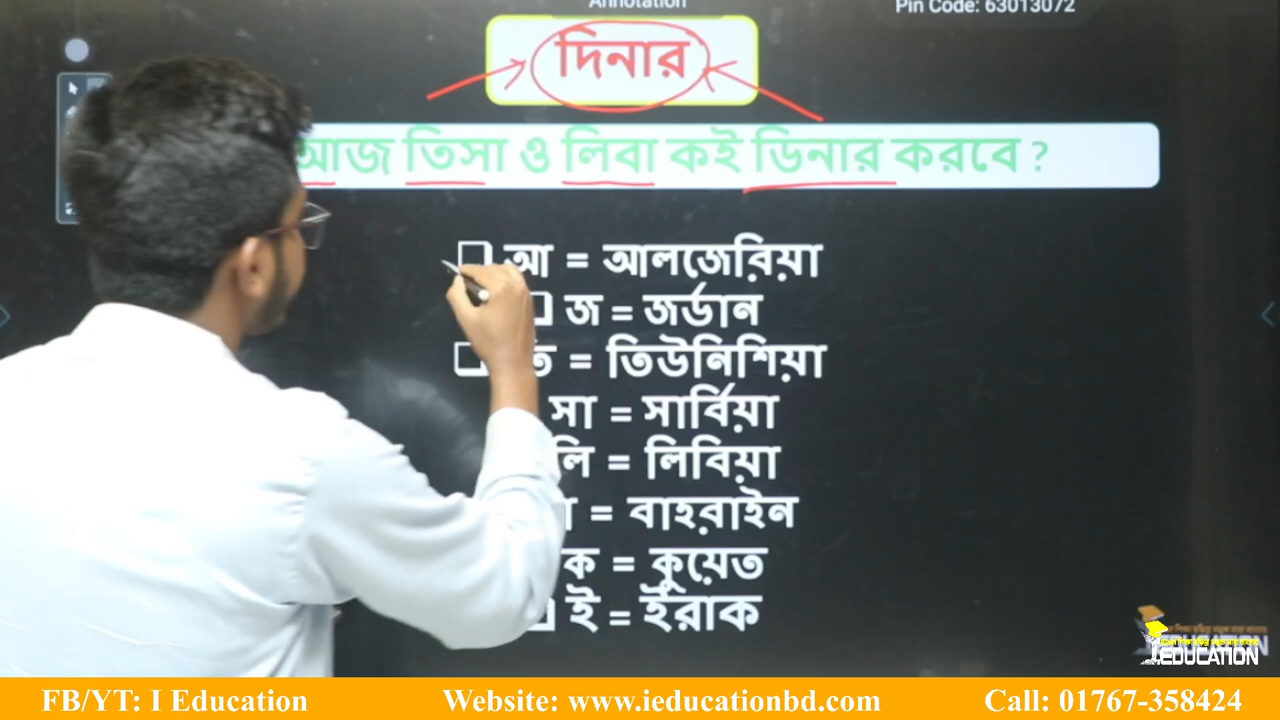 Annotation
Pin Code: 63013072
দিনার
আজ তিসা ও লিবা কই ডিনার করবে ?
আ = আলজেরিয়া
জ = জর্ডান
তি = তিউনিশিয়া
সা = সার্বিয়া
লি = লিবিয়া
= বাহরাইন
ক = কুয়েত
ই = ইরাক
EDUCATION
FB/YT: I Education
Website: www.ieducationbd.com
Call: 01767-358424